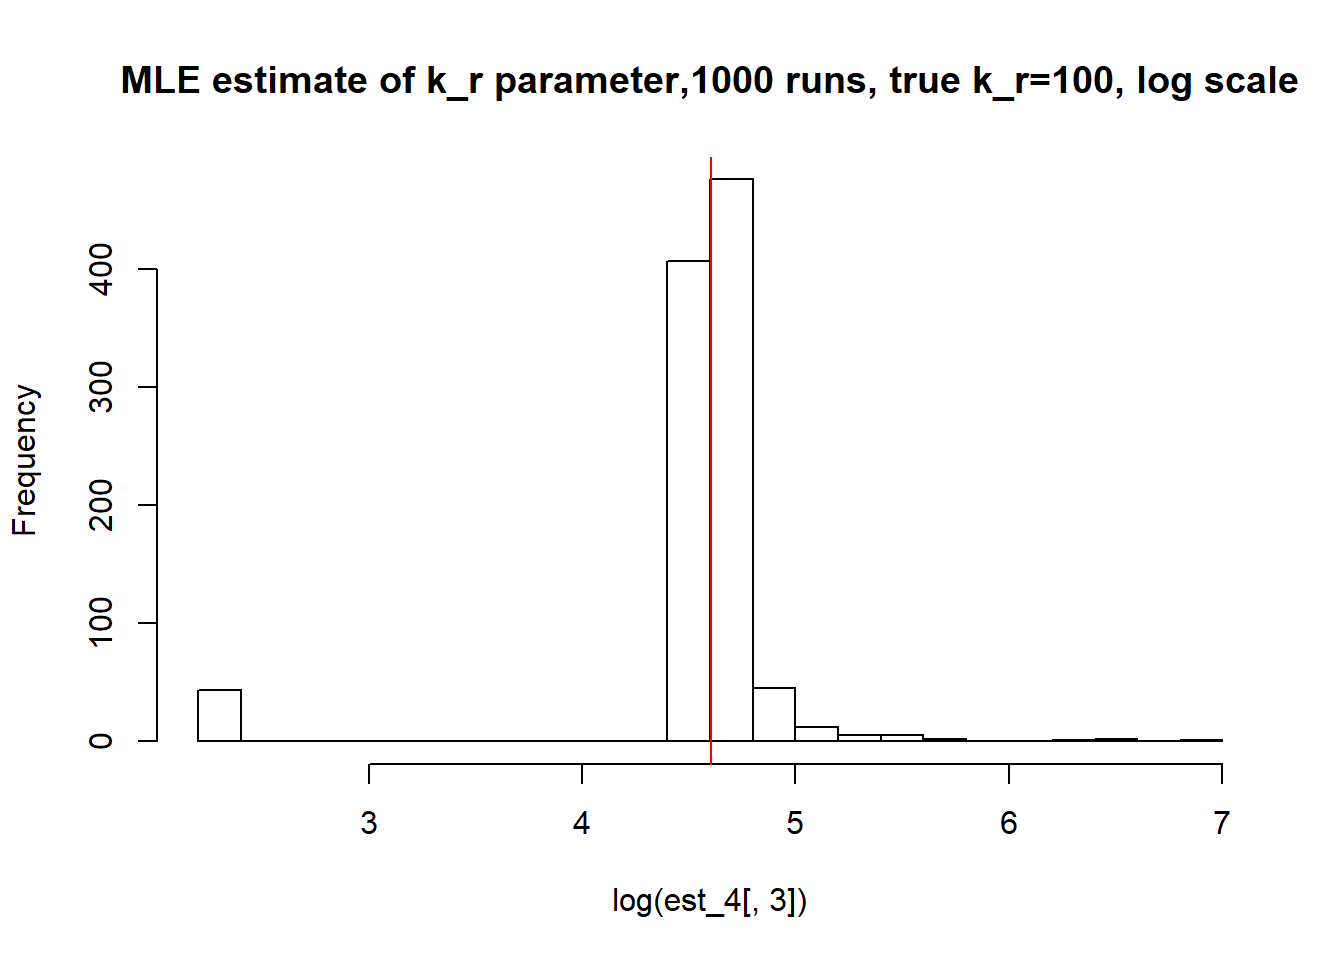 MLE estimate of k_r parameter,1000 runs, true k_r=100, log scale
Frequency
400
300
200
100
0
3 4 5 6 7
log(est_4[, 3])